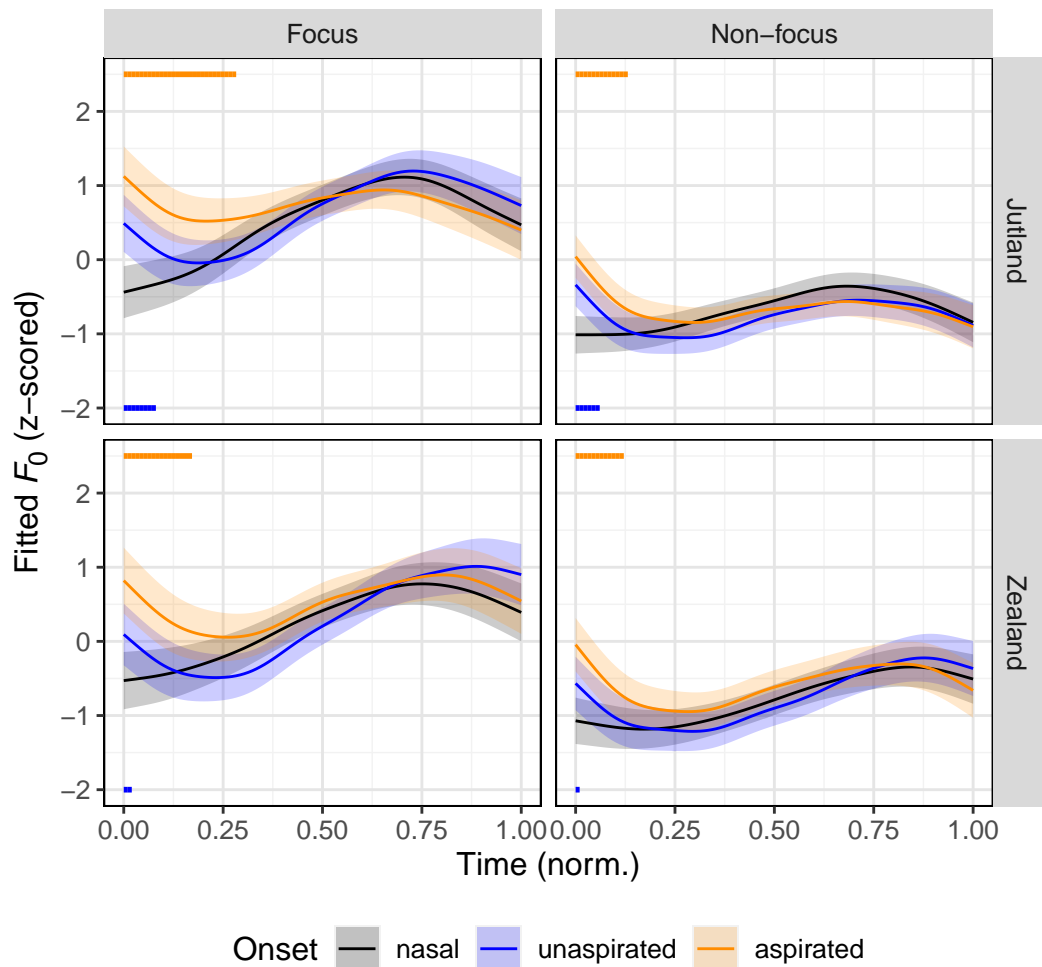 Focus Non−focus
2
1
0
−1
−2
Jutland
2
1
0
−1
−2
Zealand
Fitted F0 (z−scored)
0.00 0.25 0.50 0.75 1.00 0.00 0.25 0.50 0.75 1.00
Time (norm.)
Onset nasal unaspirated aspirated